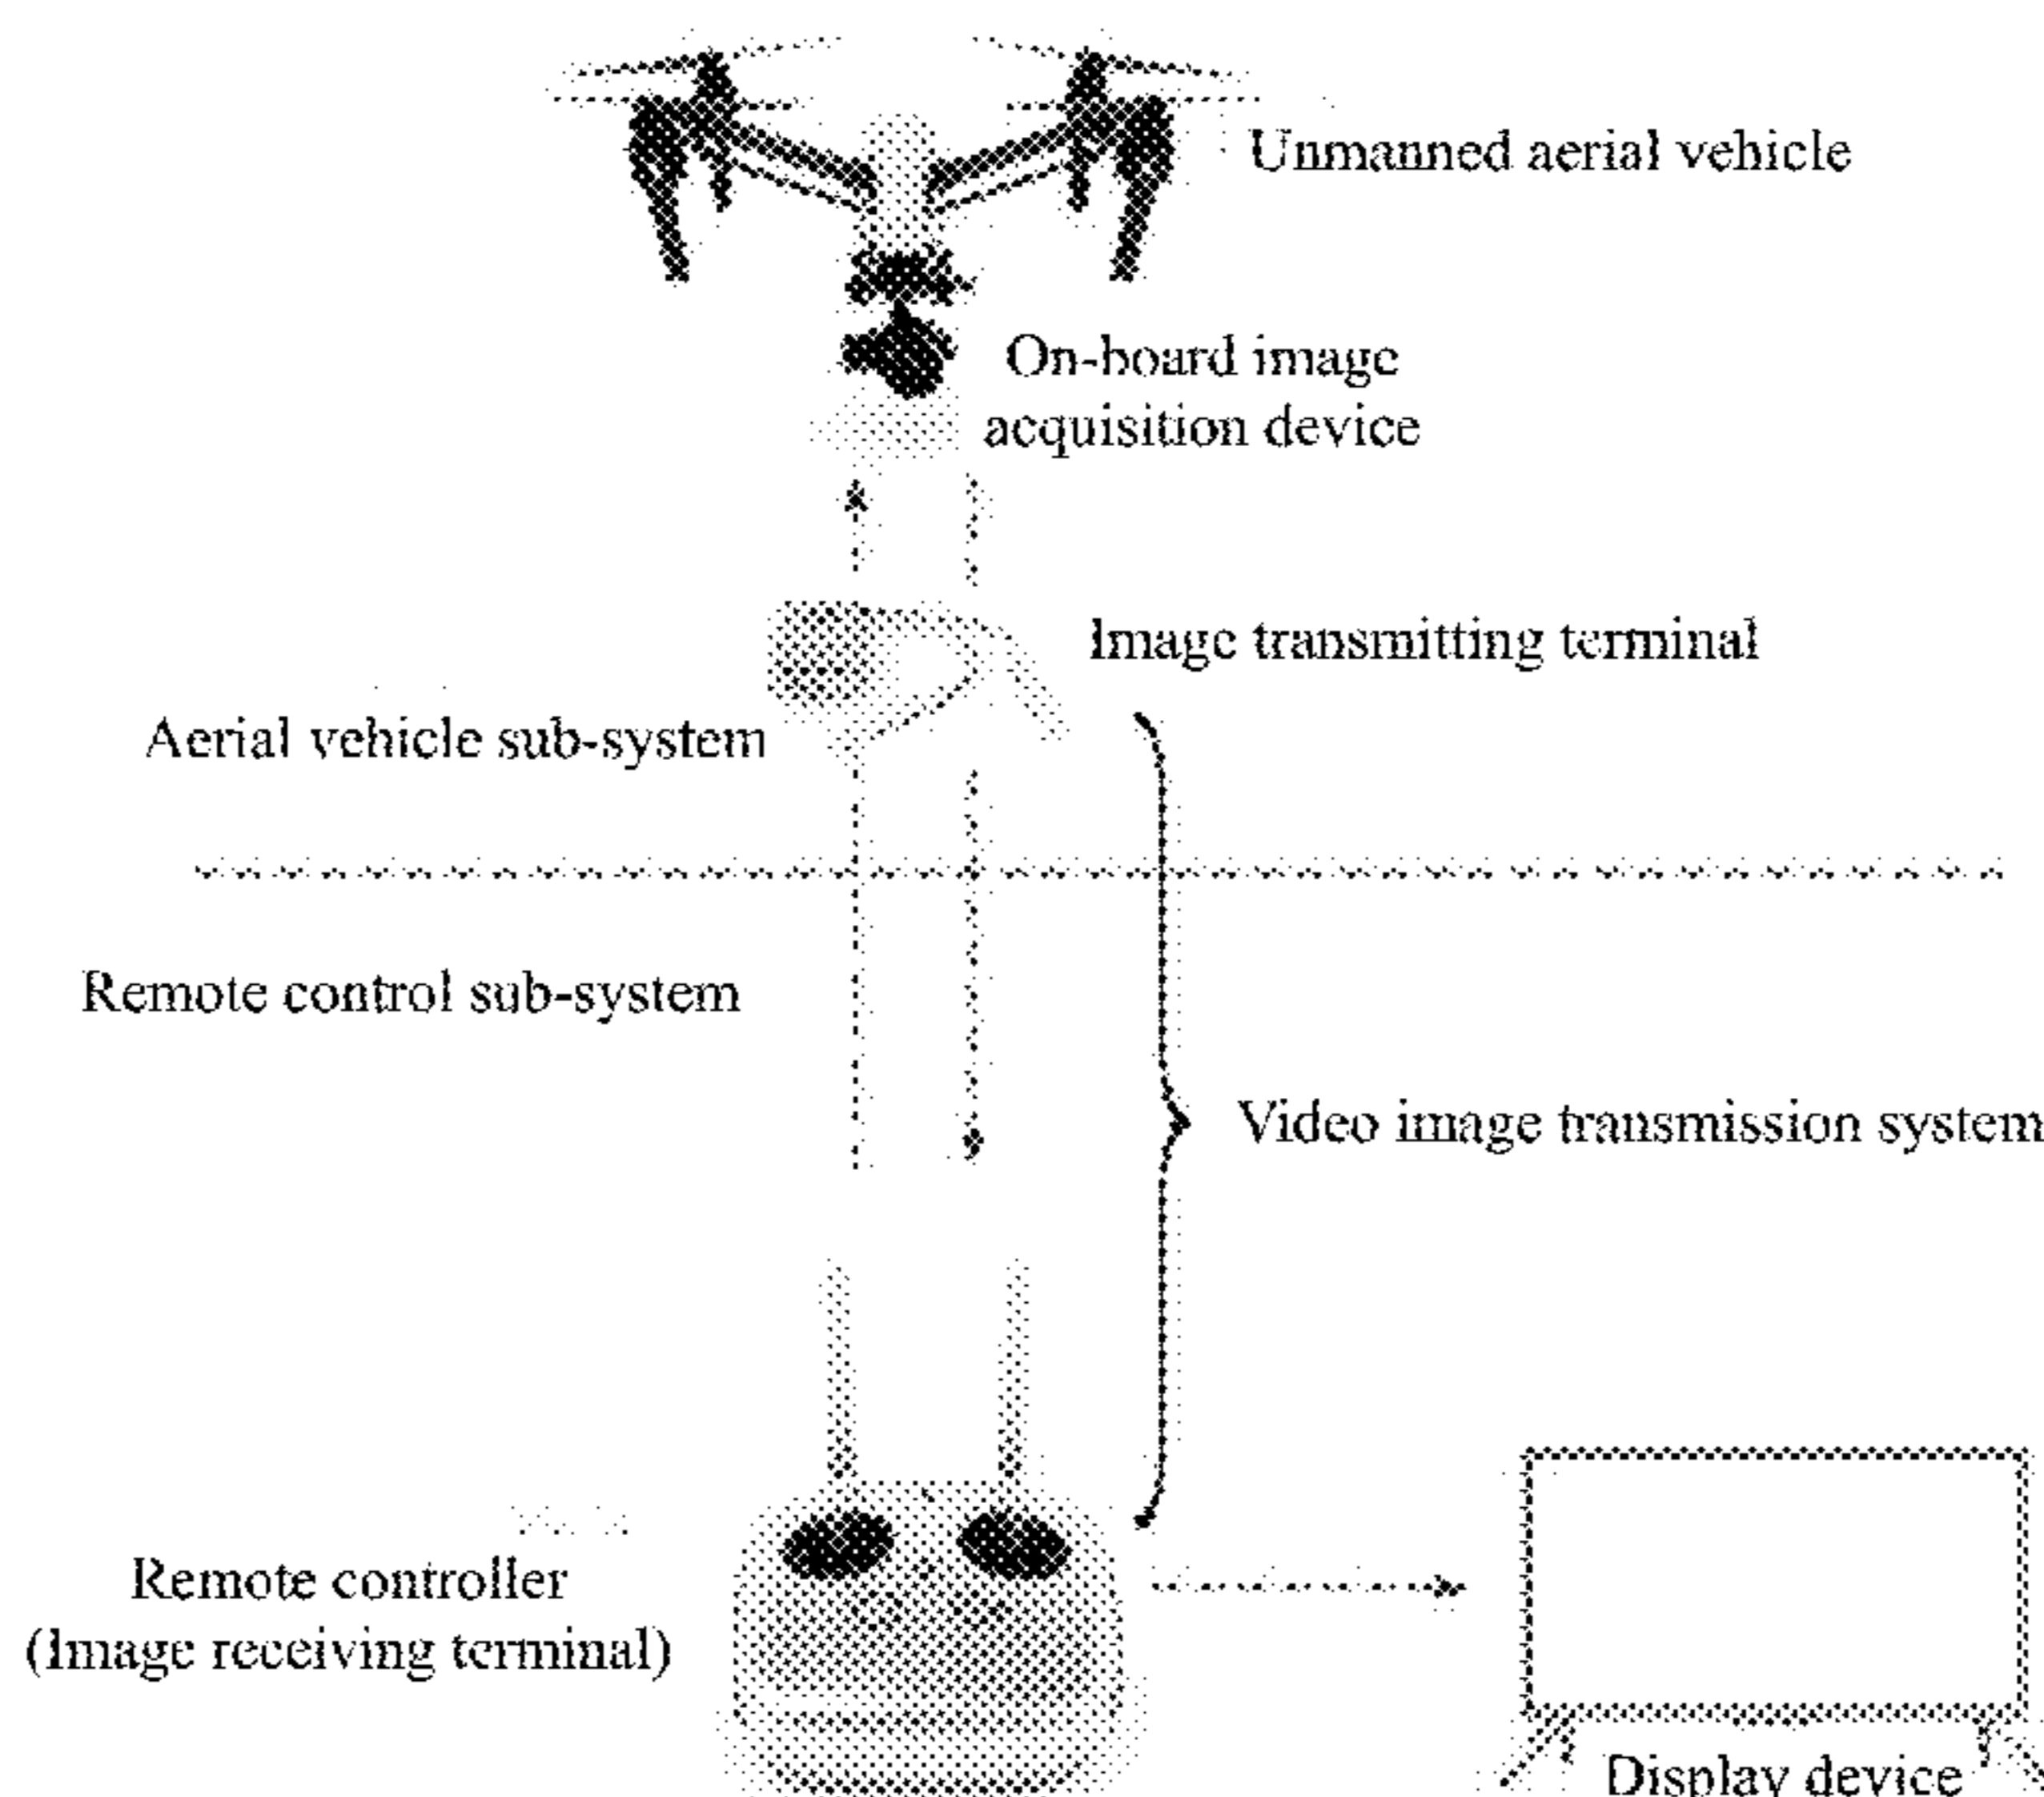 Unmanned aerial vehicle
On-board image
acquisition device
Image transmitting terminal
Aerial vehicle sub-system
Remote control sub-system
Video image transmission system
Remote controller
(Image receiving terminal)
Display device